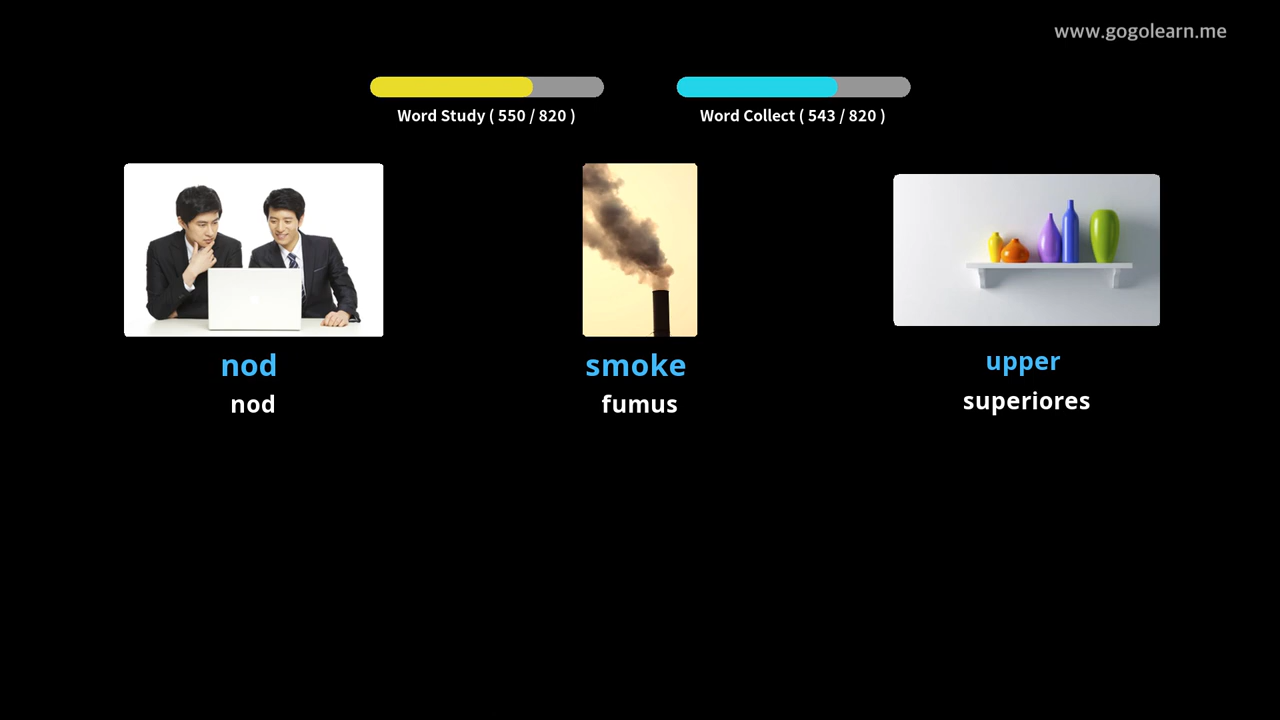 www.gogolearn.me
Word Study ( 550 / 820 )
Word Collect ( 543 / 820 )
nod
nod
smoke
fumus
upper
superiores